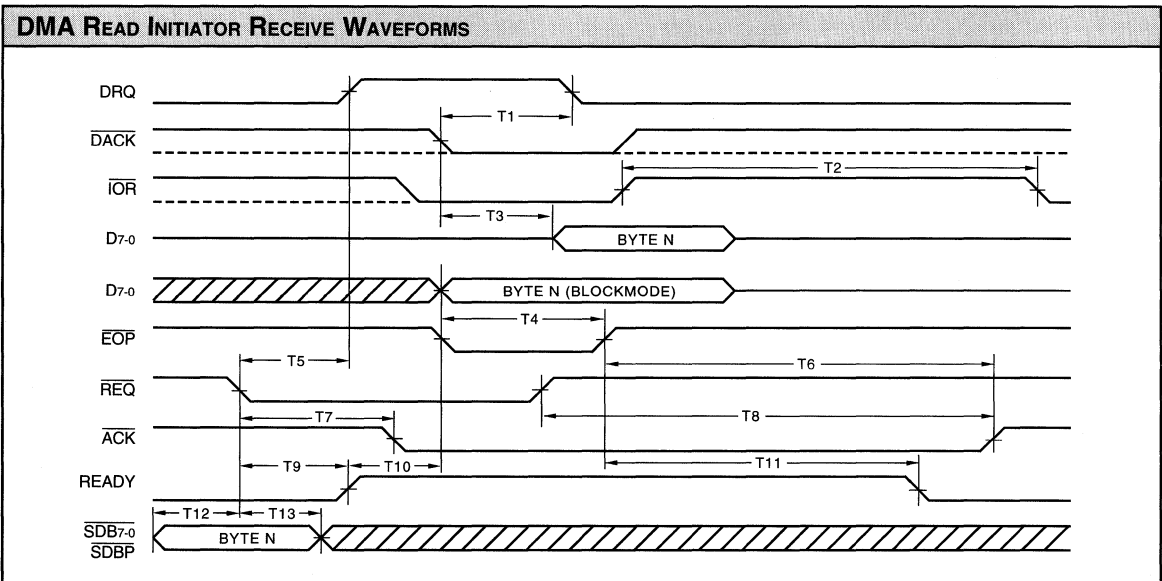 DMA READ INITIATOR RECEIVE WAVEFORMS
DRQ
T1
DACK
T2
IOR
T3
D7-0
BYTE N
D7-0
BYTE N (BLOCKMODE)
T4
EOP
T5
T6
REQ
T7
T8
ACK
T9
T10
T11
READY
T12
T13
SDB7-0
SDBP
BYTE N